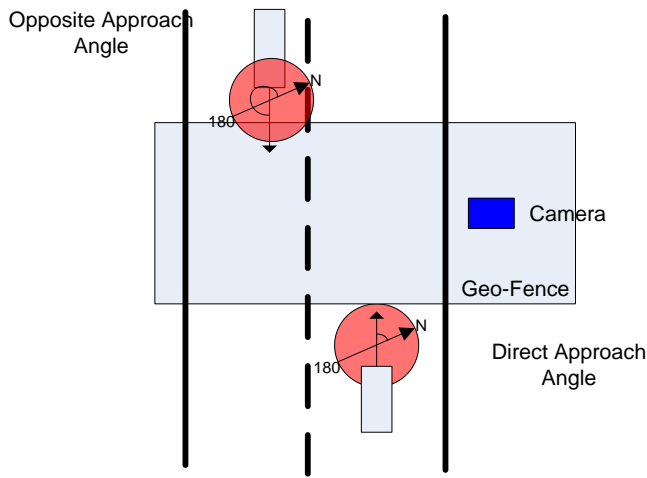 Opposite Approach
Angle
N
180
Camera
Geo-Fence
N
180
Direct Approach
Angle